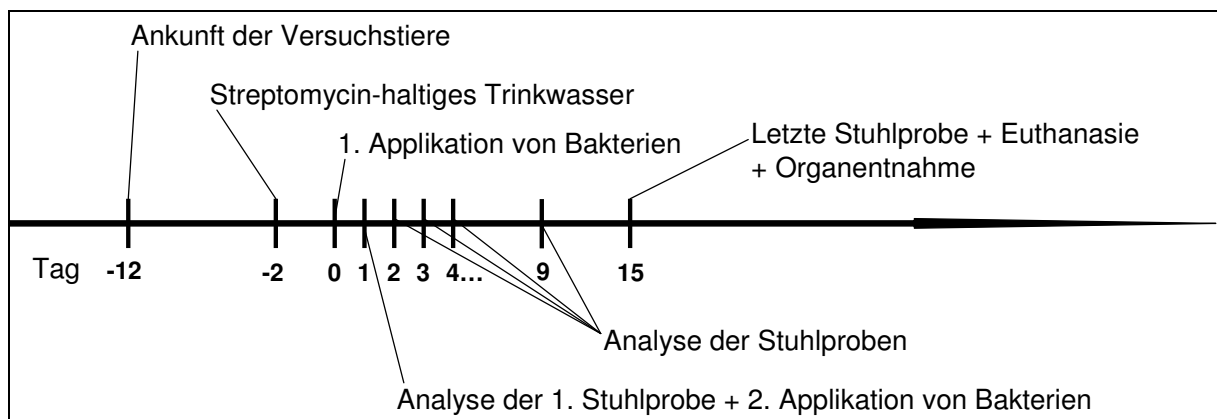 Ankunft der Versuchstiere
Streptomycin-haltiges Trinkwasser
1. Applikation von Bakterien
Letzte Stuhlprobe + Euthanasie
+ Organentnahme
Tag -12 -2 0 1 2 3 4... 9 15
Analyse der Stuhlproben
Analyse der 1. Stuhlprobe + 2. Applikation von Bakterien